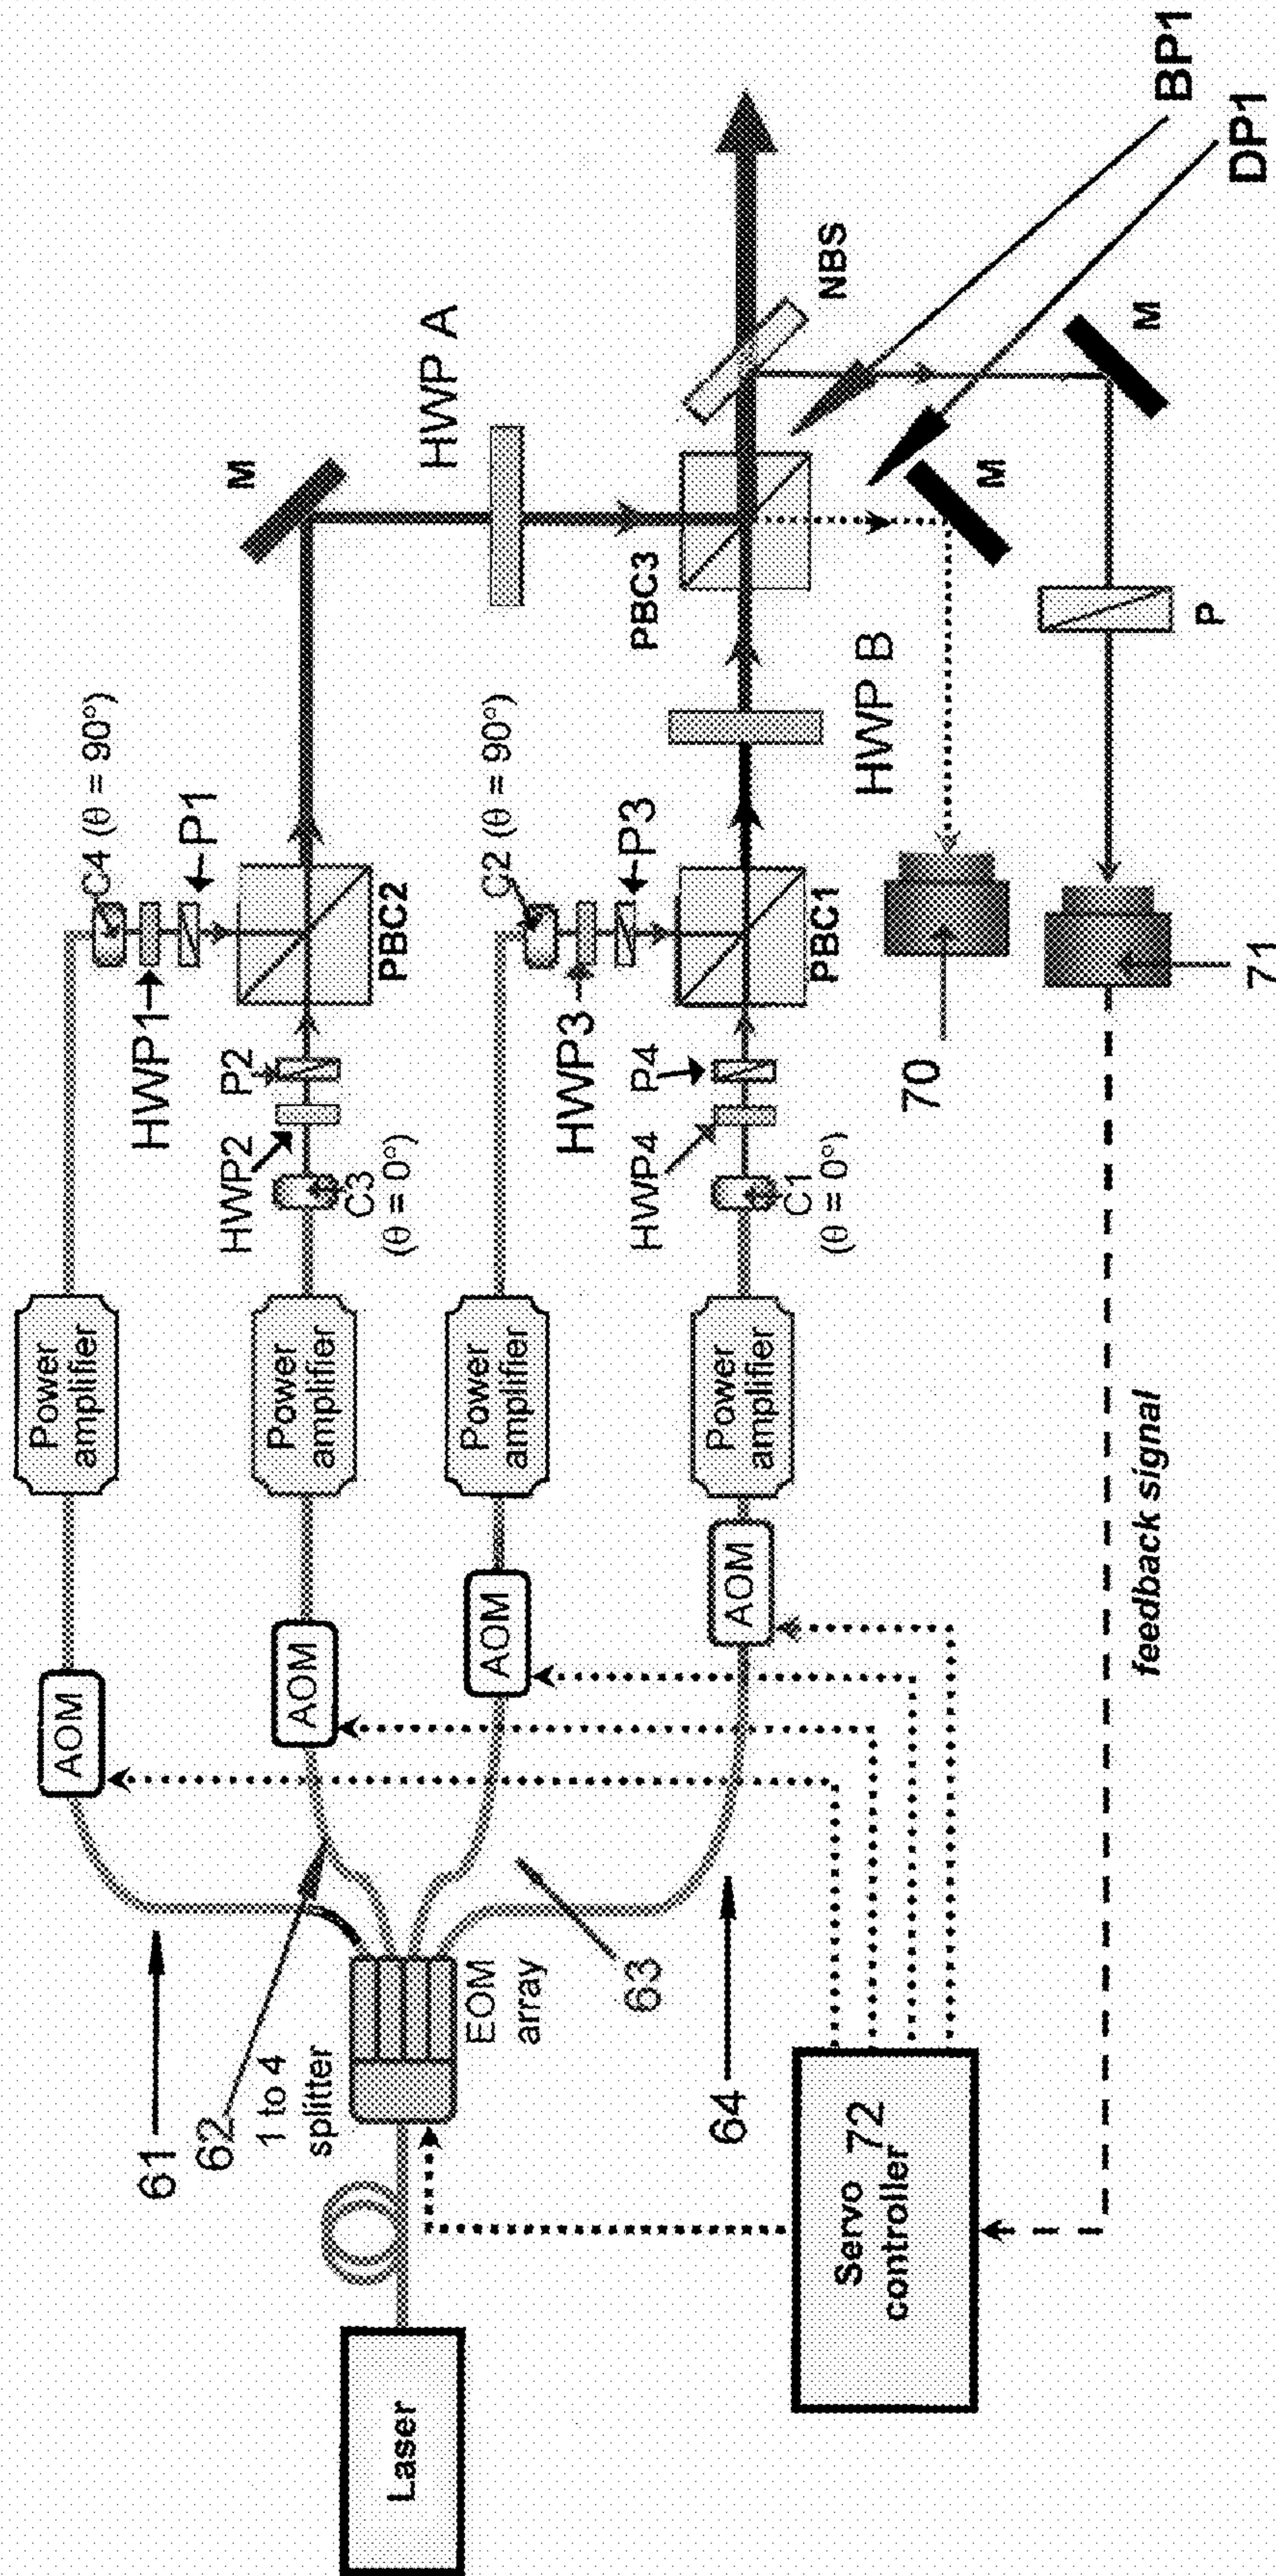 Laser
61
62
1 to 4
splitter
EOM
array
63
64
Servo 72
controller
AOM
AOM
AOM
AOM
Power
amplifier
Power
amplifier
Power
amplifier
Power
amplifier
feedback signal
C4 (θ = 90°)
HWP1
P1
HWP2
P2
C3
(θ = 0°)
PBC2
C2 (θ = 90°)
HWP3
P3
HWP4
P4
C1
(θ = 0°)
PBC1
70
71
M
HWP A
PBC3
HWP B
NBS
M
M
P
BP1
DP1